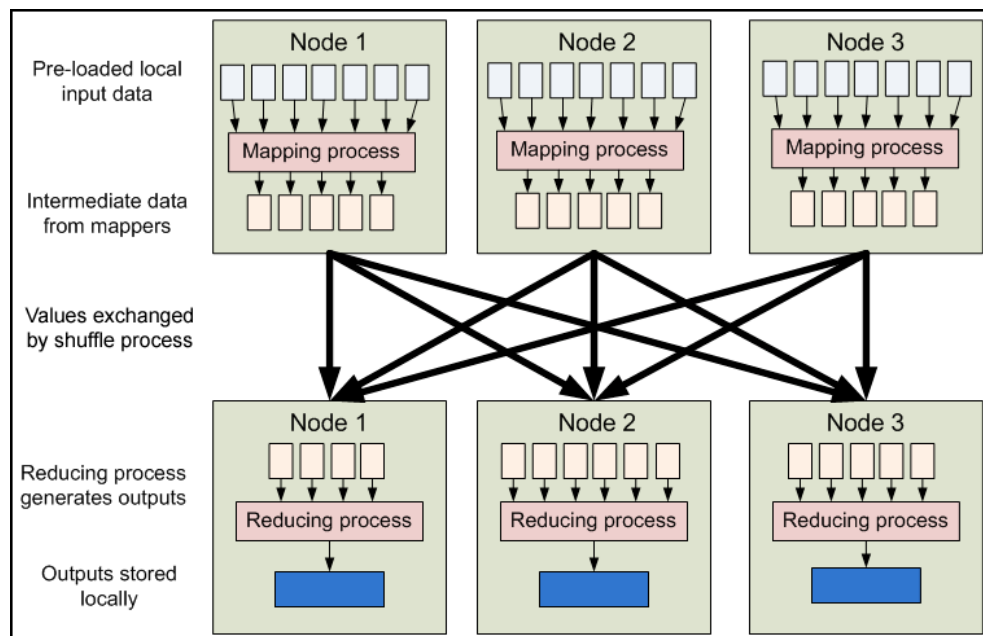 Node 1
Node 2
Node 3
Pre-loaded local
input data
Mapping process
Mapping process
Mapping process
Intermediate data
from mappers
Values exchanged
by shuffle process
Node 1
Node 2
Node 3
Reducing process
generates outputs
Reducing process
Reducing process
Reducing process
Outputs stored
locally